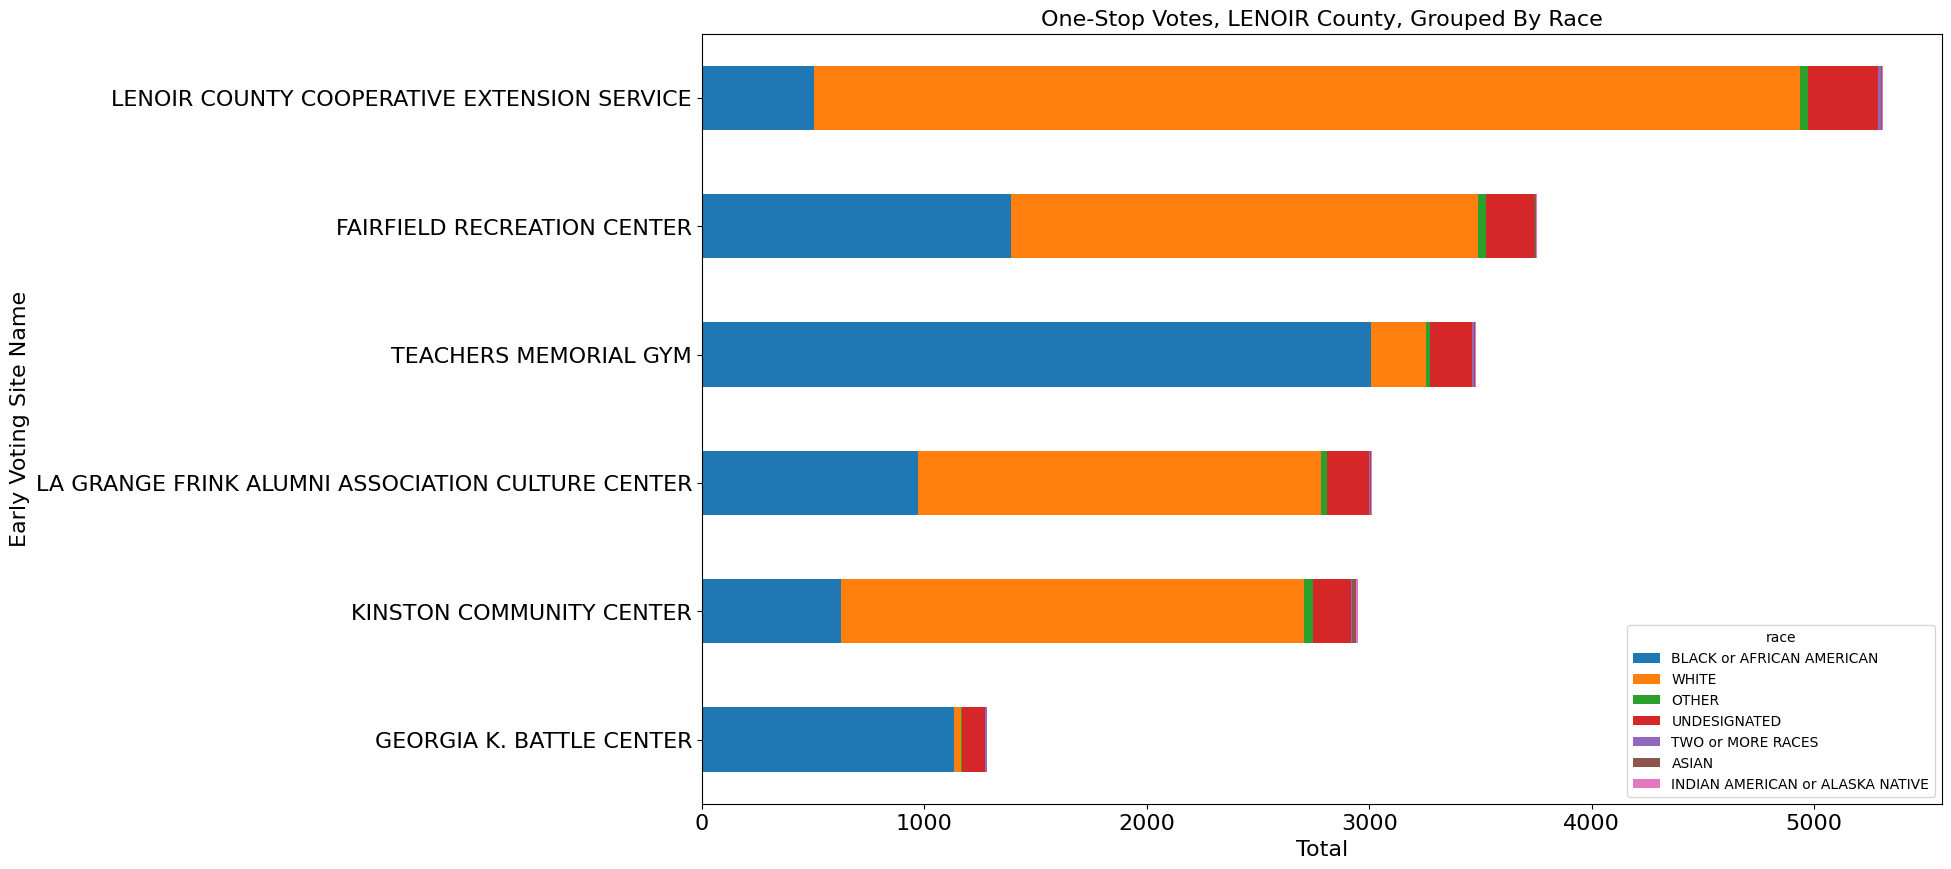 One-Stop Votes, LENOIR County, Grouped By Race
Early Voting Site Name
LENOIR COUNTY COOPERATIVE EXTENSION SERVICE
FAIRFIELD RECREATION CENTER
TEACHERS MEMORIAL GYM
LA GRANGE FRINK ALUMNI ASSOCIATION CULTURE CENTER
KINSTON COMMUNITY CENTER
GEORGIA K. BATTLE CENTER
race
BLACK or AFRICAN AMERICAN
WHITE
OTHER
UNDESIGNATED
TWO or MORE RACES
ASIAN
INDIAN AMERICAN or ALASKA NATIVE
0 1000 2000 3000 4000 5000
Total